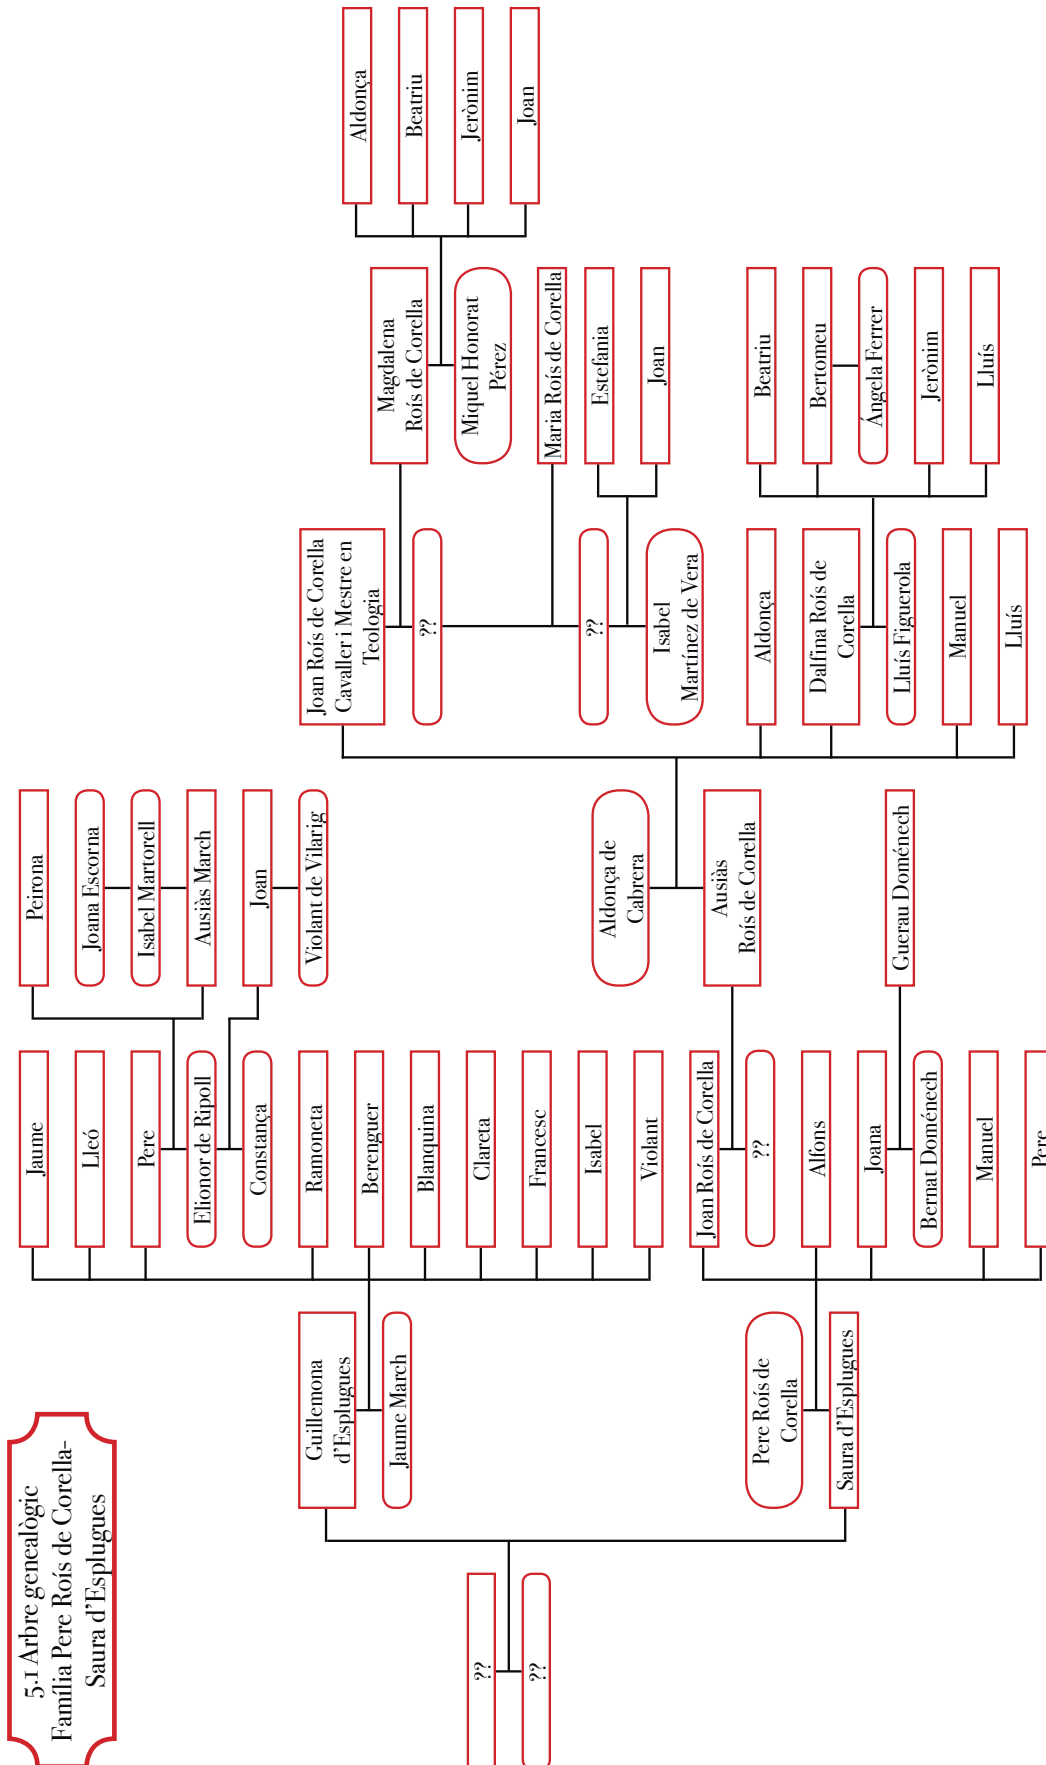 5.1 Arbre genealògic
Família Pere Roís de Corella-
Saura d'Esplugues
??
??
Guillemona
d'Esplugues
Jaume March
Pere Roís de
Corella
Saura d'Esplugues
Jaume
Lleó
Pere
Elionor de Ripoll
Constança
Ramoneta
Berenguer
Blanquina
Clareta
Francesc
Isabel
Violant
Joan Roís de Corella
??
Alfons
Joana
Bernat Doménech
Manuel
Pere
Peirona
Joana Escorna
Isabel Martorell
Ausiàs March
Joan
Violant de Vilarig
Aldonça de
Cabrera
Ausiàs
Roís de Corella
Guerau Doménech
Joan Roís de Corella
Cavaller i Mestre en
Teologia
??
??
Isabel
Martínez de Vera
Aldonça
Dalfina Roís de
Corella
Lluís Figuerola
Manuel
Lluís
Magdalena
Roís de Corella
Miquel Honorat
Pérez
Maria Roís de Corella
Estefania
Joan
Beatriu
Bertomeu
Ángela Ferrer
Jerònim
Lluís
Aldonça
Beatriu
Jerònim
Joan